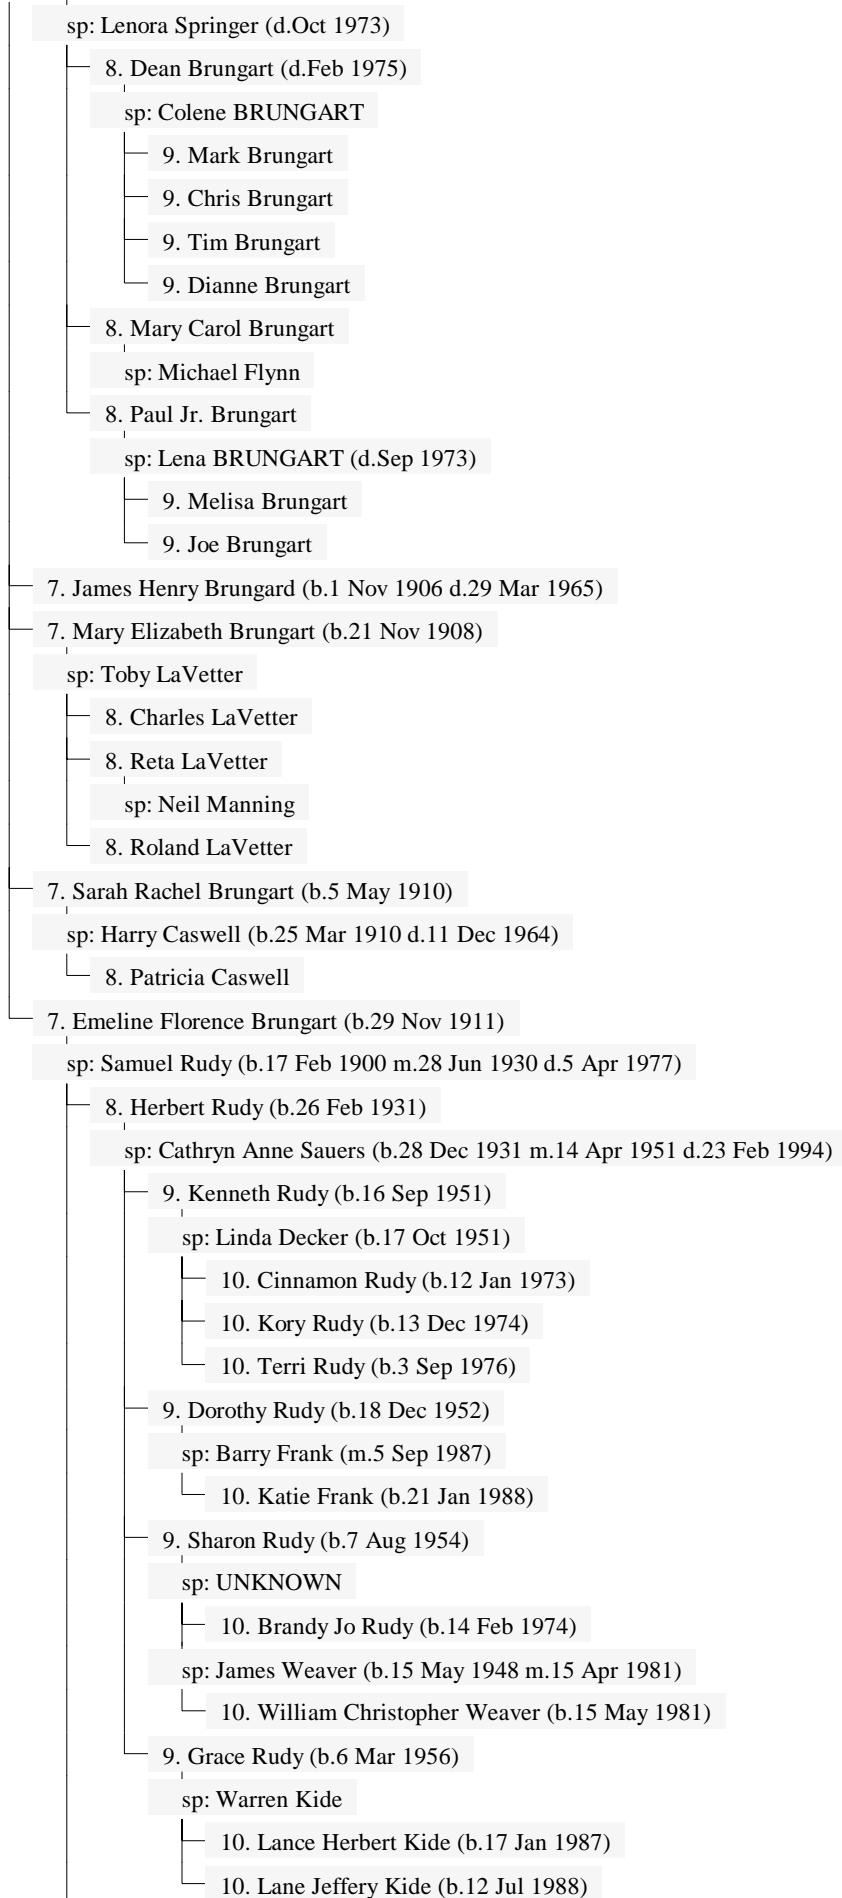 sp: Lenora Springer (d.Oct 1973)
8. Dean Brungart (d.Feb 1975)
sp: Colene BRUNGART
9. Mark Brungart
9. Chris Brungart
9. Tim Brungart
9. Dianne Brungart
8. Mary Carol Brungart
sp: Michael Flynn
8. Paul Jr. Brungart
sp: Lena BRUNGART (d.Sep 1973)
9. Melisa Brungart
9. Joe Brungart
7. James Henry Brungard (b.1 Nov 1906 d.29 Mar 1965)
7. Mary Elizabeth Brungart (b.21 Nov 1908)
sp: Toby LaVetter
8. Charles LaVetter
8. Reta LaVetter
sp: Neil Manning
8. Roland LaVetter
7. Sarah Rachel Brungart (b.5 May 1910)
sp: Harry Caswell (b.25 Mar 1910 d.11 Dec 1964)
8. Patricia Caswell
7. Emeline Florence Brungart (b.29 Nov 1911)
sp: Samuel Rudy (b.17 Feb 1900 m.28 Jun 1930 d.5 Apr 1977)
8. Herbert Rudy (b.26 Feb 1931)
sp: Cathryn Anne Sauers (b.28 Dec 1931 m.14 Apr 1951 d.23 Feb 1994)
9. Kenneth Rudy (b.16 Sep 1951)
sp: Linda Decker (b.17 Oct 1951)
10. Cinnamon Rudy (b.12 Jan 1973)
10. Kory Rudy (b.13 Dec 1974)
10. Terri Rudy (b.3 Sep 1976)
9. Dorothy Rudy (b.18 Dec 1952)
sp: Barry Frank (m.5 Sep 1987)
10. Katie Frank (b.21 Jan 1988)
9. Sharon Rudy (b.7 Aug 1954)
sp: UNKNOWN
10. Brandy Jo Rudy (b.14 Feb 1974)
sp: James Weaver (b.15 May 1948 m.15 Apr 1981)
10. William Christopher Weaver (b.15 May 1981)
9. Grace Rudy (b.6 Mar 1956)
sp: Warren Kide
10. Lance Herbert Kide (b.17 Jan 1987)
10. Lane Jeffery Kide (b.12 Jul 1988)